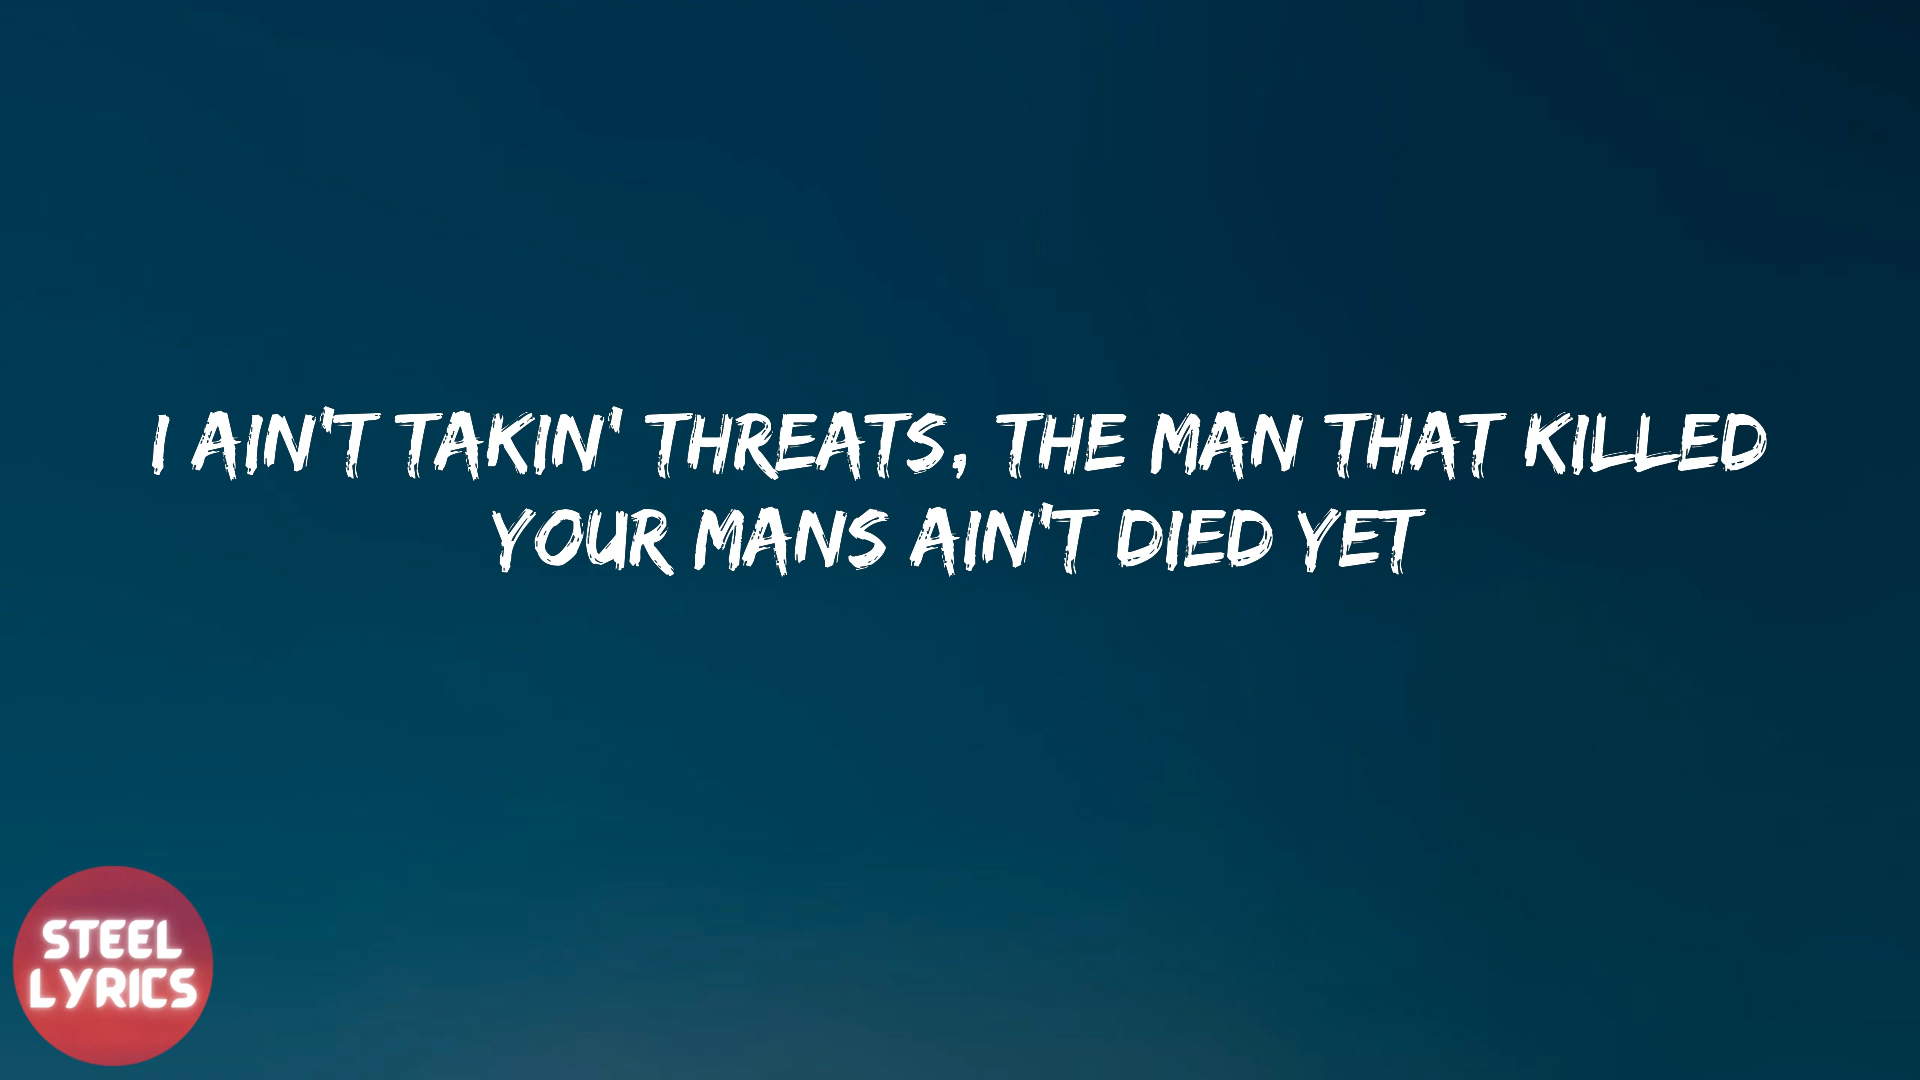 I AIN'T TAKIN' THREATS, THE MAN THAT KILLED
YOUR MANS AIN'T DIED YET
STEEL
LYRICS